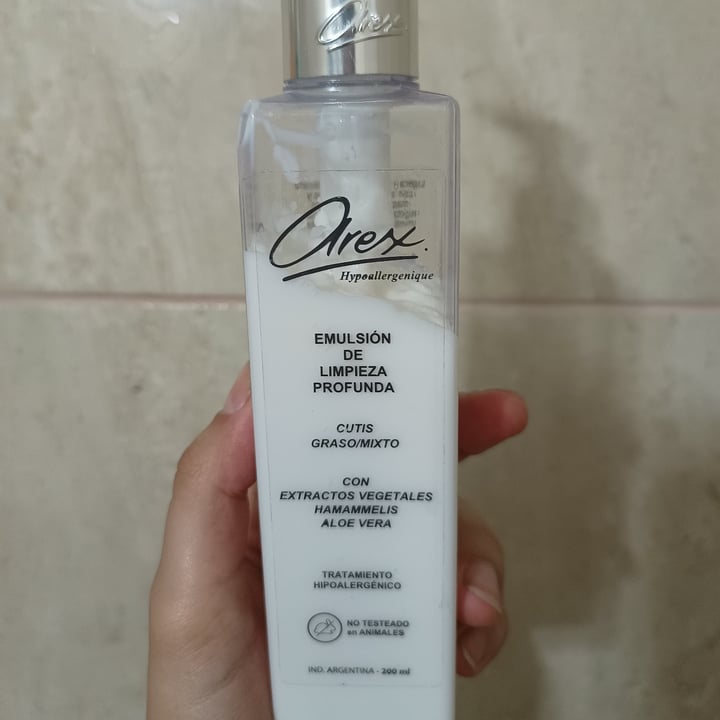 arex
arex.
Hypoallergenique
EMULSIÓN
DE
LIMPIEZA
PROFUNDA
CUTIS
GRASO/MIXTO
CON
EXTRACTOS VEGETALES
HAMAMMELIS
ALOE VERA
TRATAMIENTO
HIPOALERGÉNICO
NO TESTEADO
en ANIMALES
IND. ARGENTINA - 200 ml